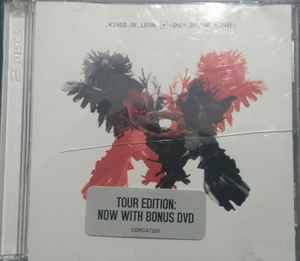 KINGS OF LEON ONLY BY THE NIGHT
TOUR EDITION:
NOW WITH BONUS DVD